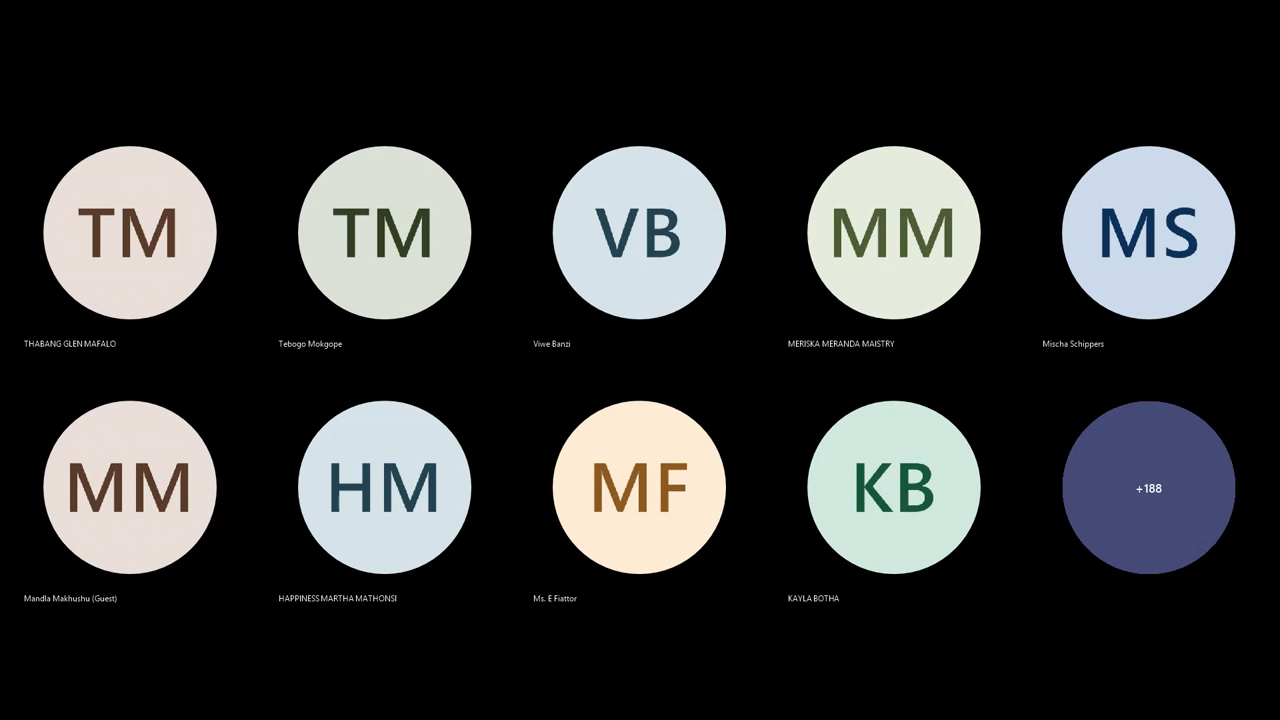 TM
TM
VB
MM
MS
THABANG GLEN MAFALO
Tebogo Mokgope
Viwe Banzi
MERISKA MERANDA MAISTRY
Mischa Schippers
MM
HM
MF
KB
+188
Mandla Makhushu (Guest)
HAPPINESS MARTHA MATHONSI
Ms. E Fiattor
KAYLA BOTHA